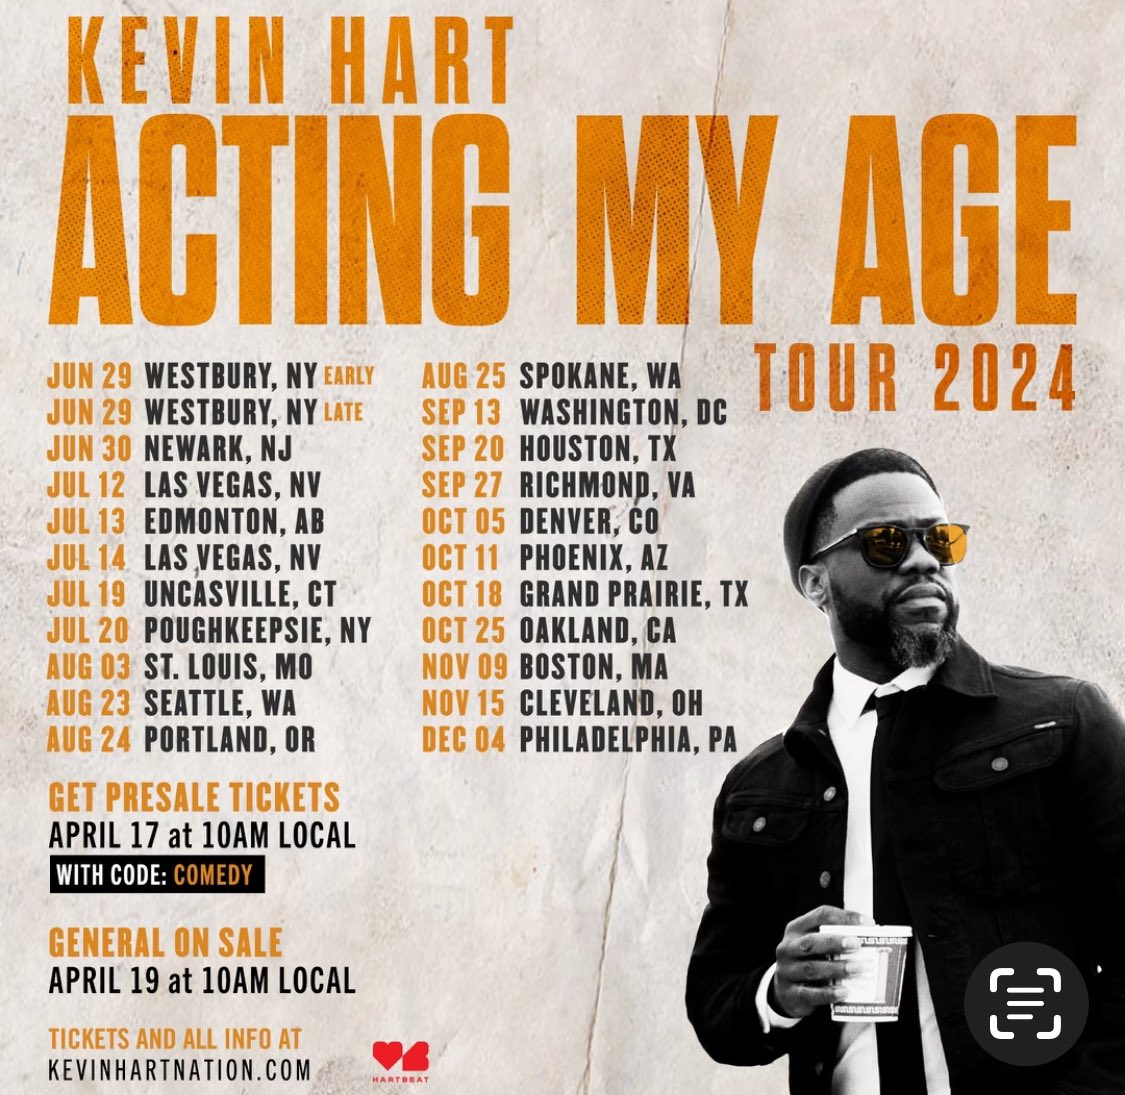 KEVIN HART
ACTING MY AGE
TOUR 2024
JUN 29 WESTBURY, NY EARLY
JUN 29 WESTBURY, NY LATE
JUN 30 NEWARK, NJ
JUL 12 LAS VEGAS, NV
JUL 13 EDMONTON, AB
JUL 14 LAS VEGAS, NV
JUL 19 UNCASVILLE, CT
JUL 20 POUGHKEEPSIE, NY
AUG 03 ST. LOUIS, MO
AUG 23 SEATTLE, WA
AUG 24 PORTLAND, OR
AUG 25 SPOKANE, WA
SEP 13 WASHINGTON, DC
SEP 20 HOUSTON, TX
SEP 27 RICHMOND, VA
OCT 05 DENVER, CO
OCT 11 PHOENIX, AZ
OCT 18 GRAND PRAIRIE, TX
OCT 25 OAKLAND, CA
NOV 09 BOSTON, MA
NOV 15 CLEVELAND, OH
DEC 04 PHILADELPHIA, PA
GET PRESALE TICKETS
APRIL 17 at 10AM LOCAL
WITH CODE: COMEDY
GENERAL ON SALE
APRIL 19 at 10AM LOCAL
TICKETS AND ALL INFO AT
KEVINHARTNATION.COM
HARTBEAT